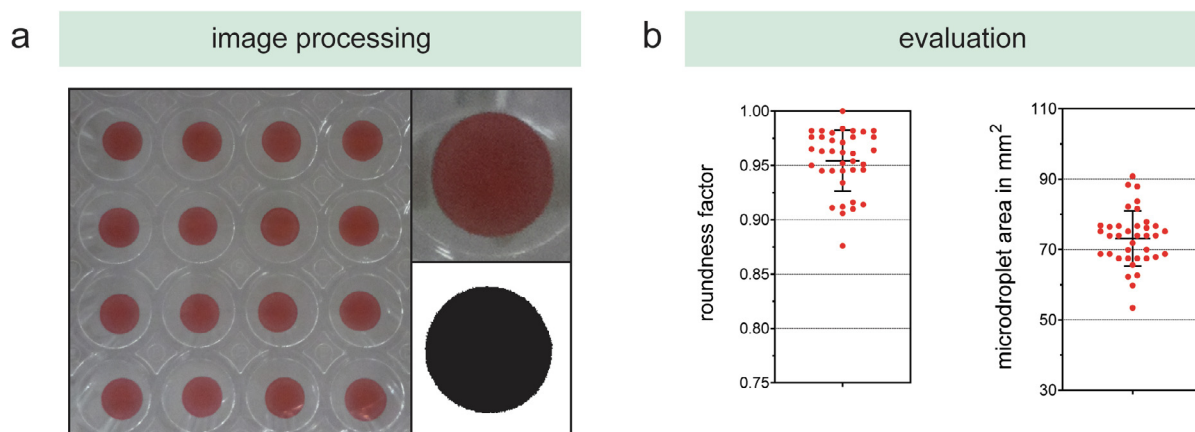 a
image processing
b
evaluation
roundness factor
1.00
0.95
0.90
0.85
0.80
0.75
microdroplet area in mm²
110
90
70
50
30